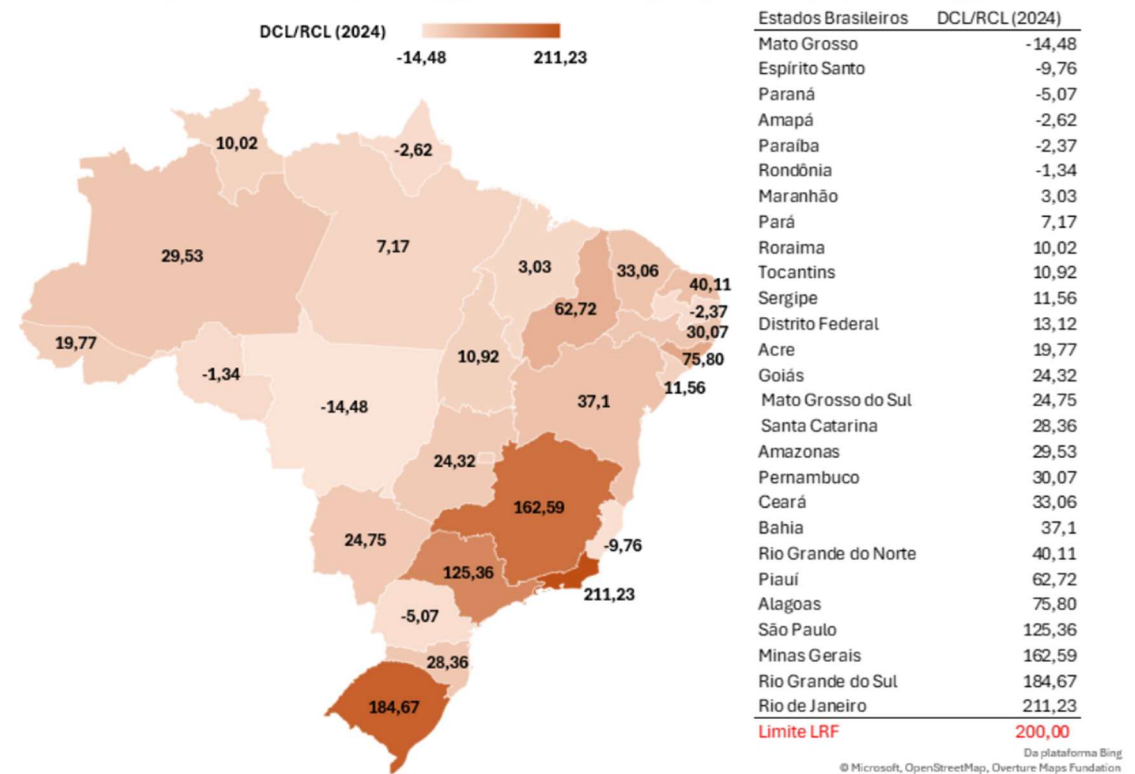 DCL/RCL (2024)
-14,48 211,23
10,02
-2,62
29,53
7,17
3,03
33,06
40,11
62,72
-2,37
30,07
19,77
75,80
-1,34
10,92
11,56
-14,48
37,1
24,32
162,59
24,75
-9,76
125,36
211,23
-5,07
28,36
184,67
Estados Brasileiros DCL/RCL (2024)
Mato Grosso -14,48
Espírito Santo -9,76
Paraná -5,07
Amapá -2,62
Paraíba -2,37
Rondônia -1,34
Maranhão 3,03
Pará 7,17
Roraima 10,02
Tocantins 10,92
Sergipe 11,56
Distrito Federal 13,12
Acre 19,77
Goiás 24,32
Mato Grosso do Sul 24,75
Santa Catarina 28,36
Amazonas 29,53
Pernambuco 30,07
Ceará 33,06
Bahia 37,1
Rio Grande do Norte 40,11
Piauí 62,72
Alagoas 75,80
São Paulo 125,36
Minas Gerais 162,59
Rio Grande do Sul 184,67
Rio de Janeiro 211,23
Limite LRF 200,00
Da plataforma Bing
© Microsoft, OpenStreetMap, Overture Maps Fundation